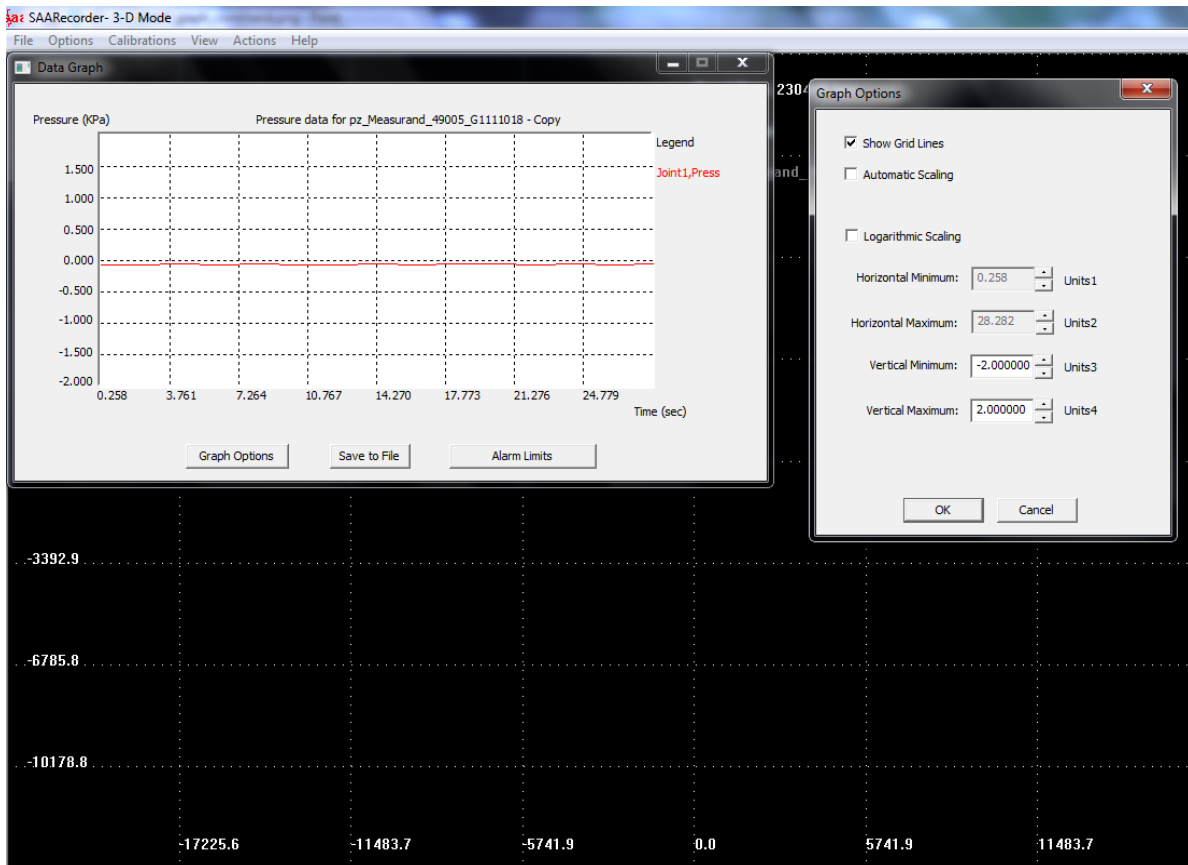 SAARecorder- 3-D Mode
File Options Calibrations View Actions Help
Data Graph
Pressure (KPa)
Pressure data for pz_Measurand_49005_G1111018 - Copy
Legend
Joint1,Press
1.500
1.000
0.500
0.000
-0.500
-1.000
-1.500
-2.000
0.258 3.761 7.264 10.767 14.270 17.773 21.276 24.779
Time (sec)
Graph Options Save to File Alarm Limits
2304
and_
Graph Options
Show Grid Lines
Automatic Scaling
Logarithmic Scaling
Horizontal Minimum: 0.258 Units1
Horizontal Maximum: 28.282 Units2
Vertical Minimum: -2.000000 Units3
Vertical Maximum: 2.000000 Units4
OK Cancel
-3392.9
-6785.8
-10178.8
-17225.6 -11483.7 -5741.9 0.0 5741.9 11483.7